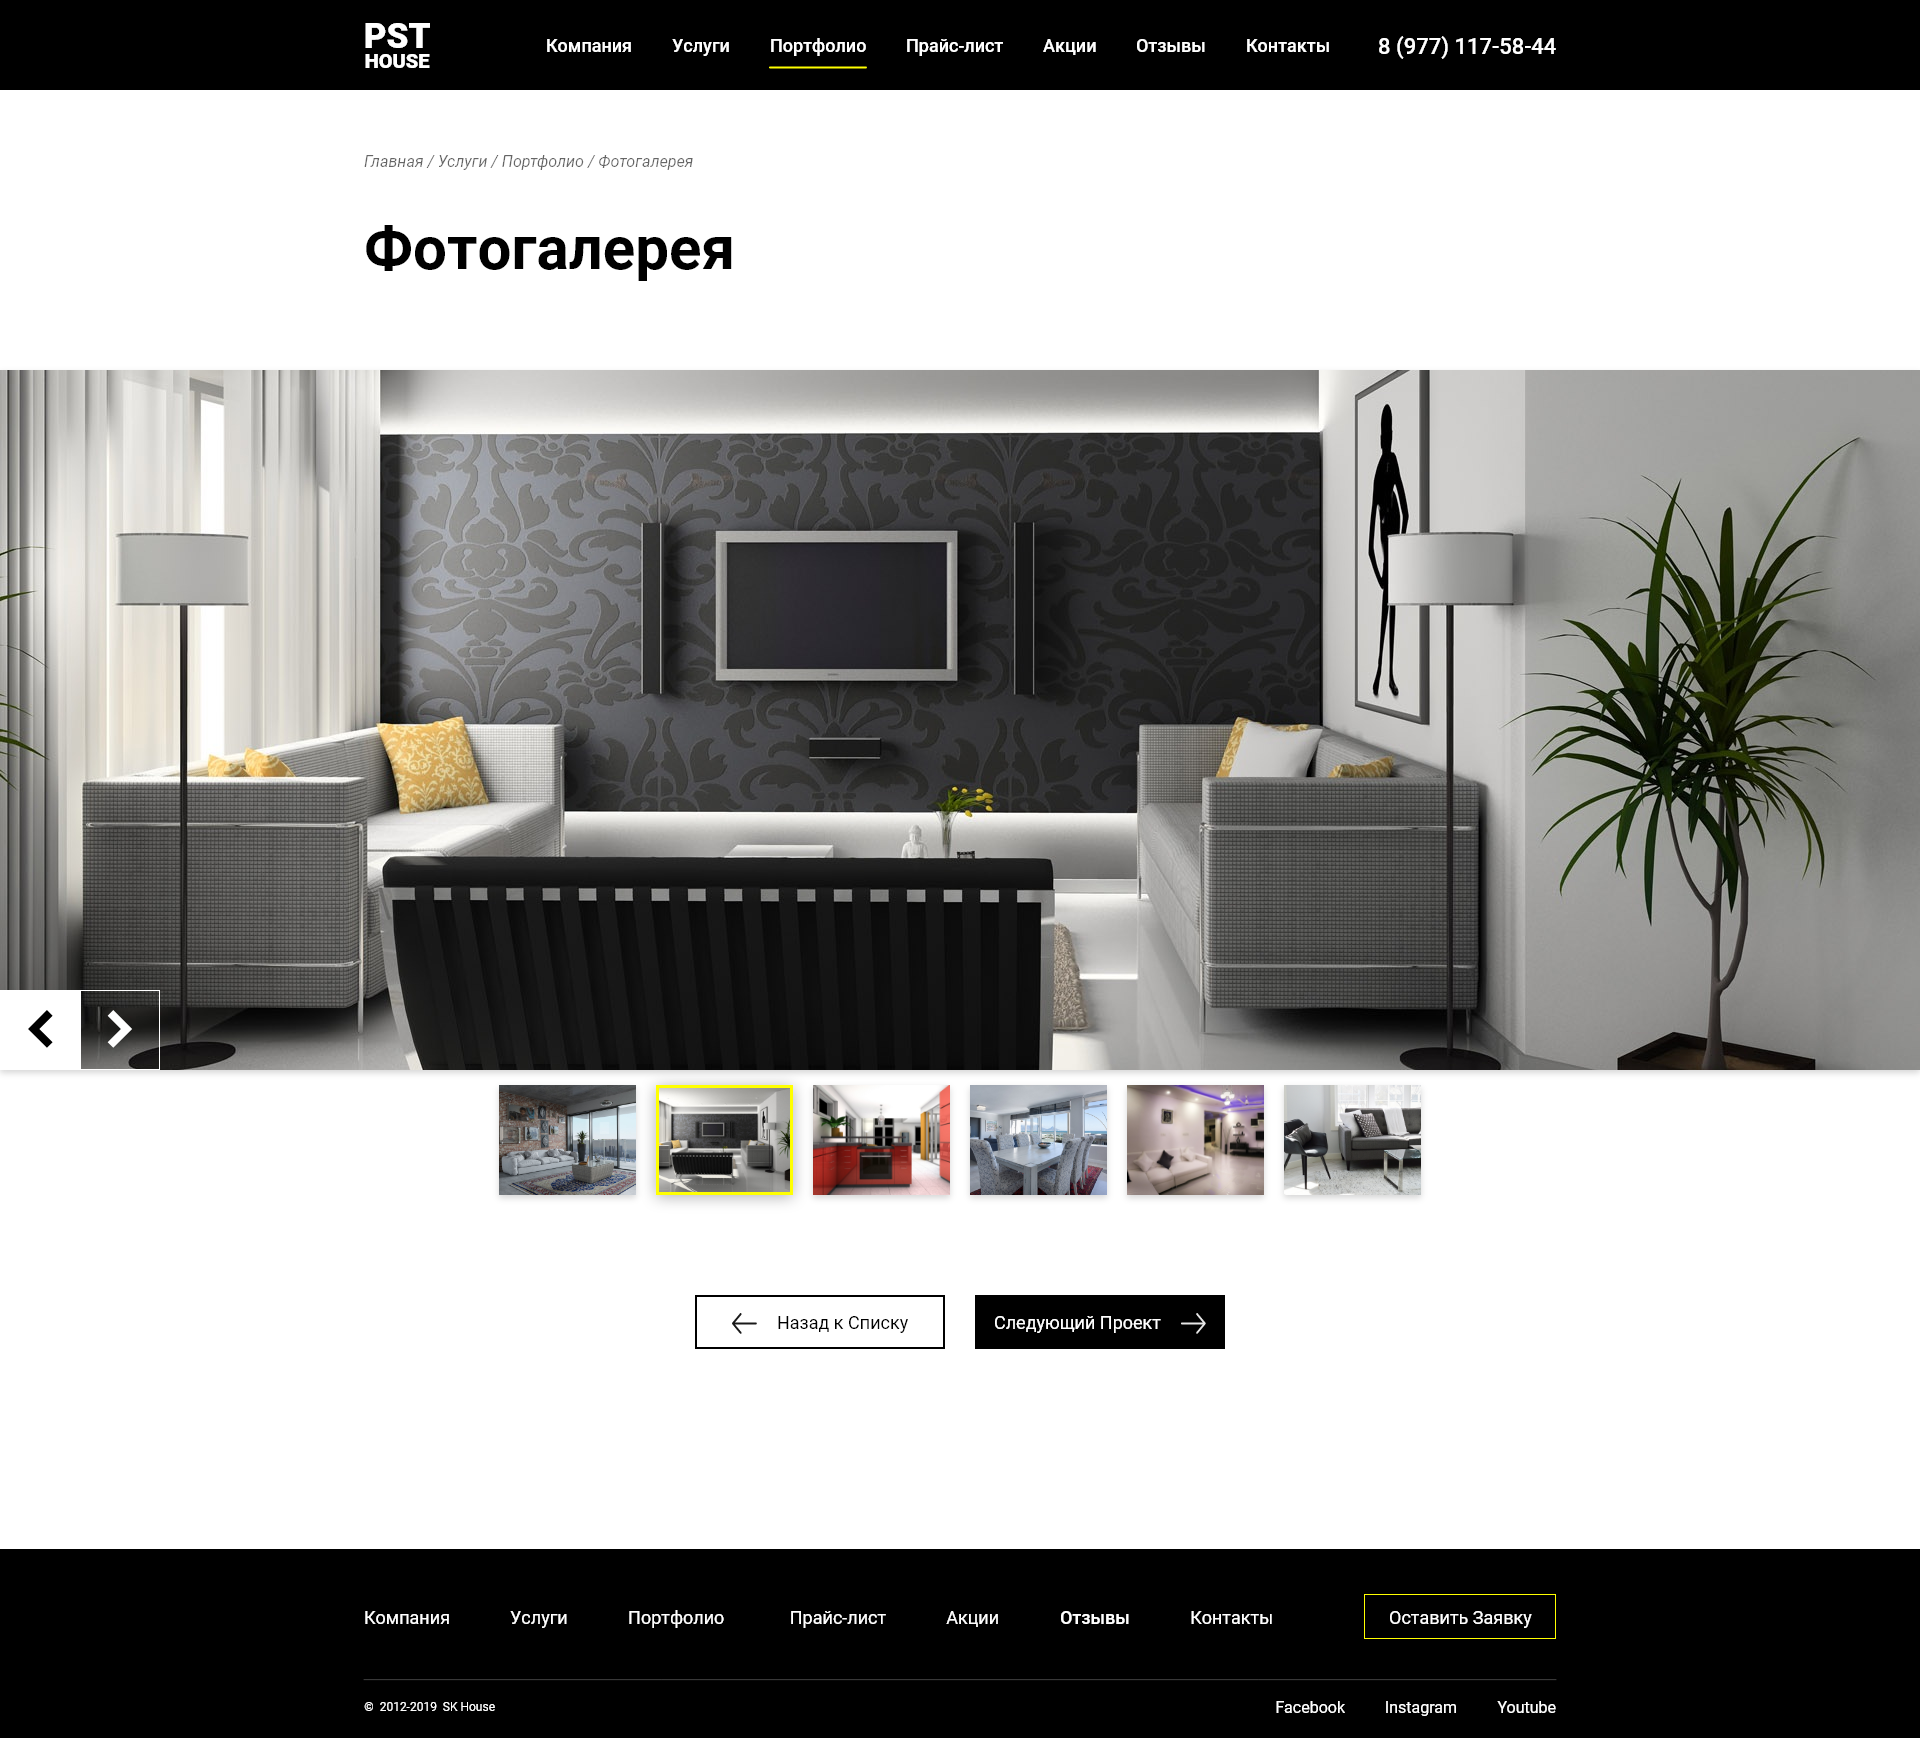 PST
HOUSE
Компания Услуги Портфолио Прайс-лист Акции Отзывы Контакты 8 (977) 117-58-44
Главная / Услуги / Портфолио / Фотогалерея
Фотогалерея
Назад к Списку
Следующий Проект
Компания Услуги Портфолио Прайс-лист Акции Отзывы Контакты Оставить Заявку
© 2012-2019 SK House
Facebook Instagram Youtube